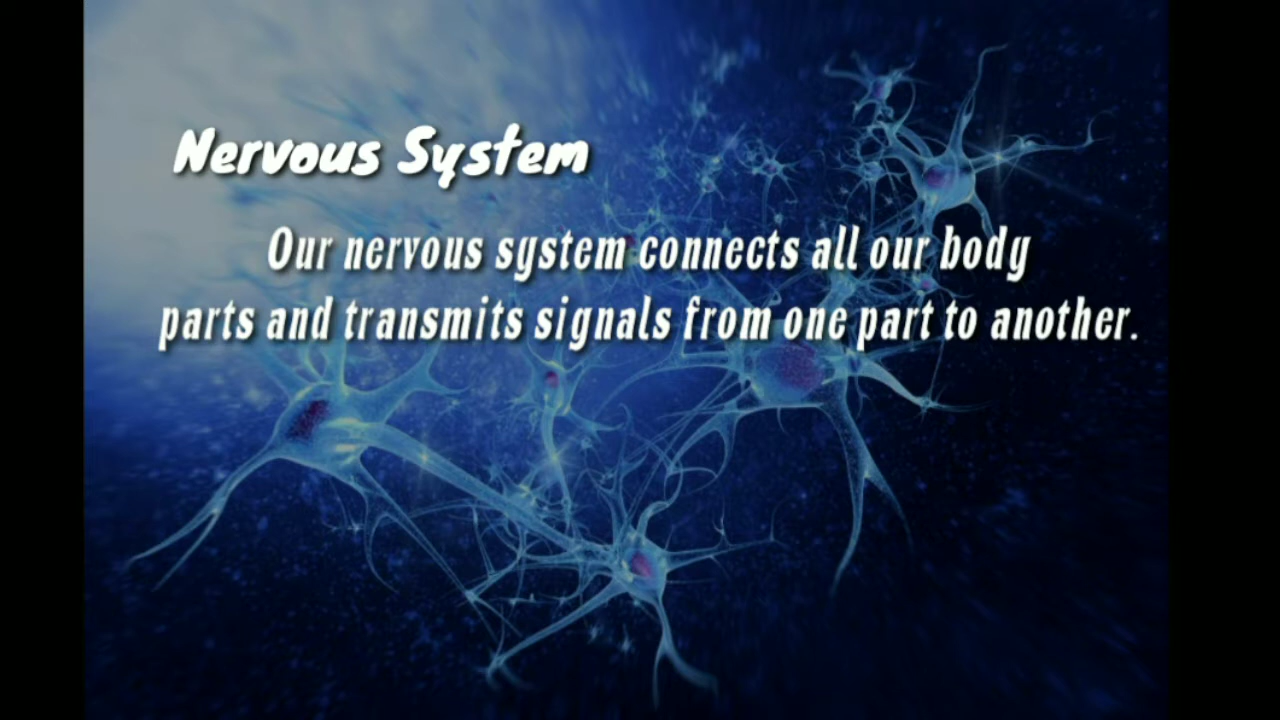 Nervous System
Our nervous system connects all our body
parts and transmits signals from one part to another.